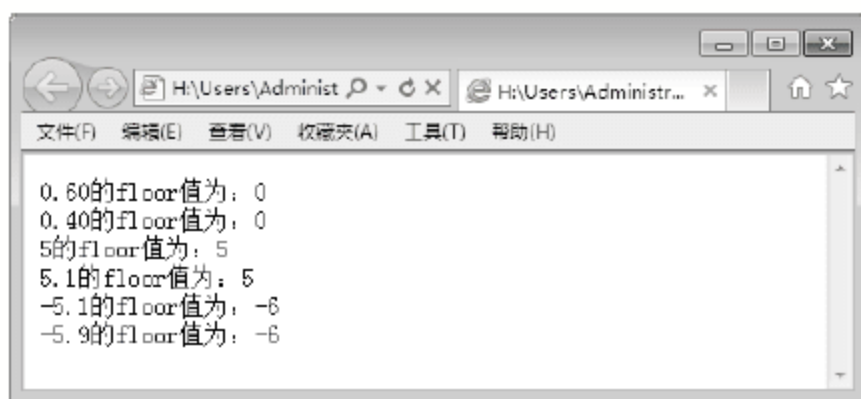 H:\Users\Administ
H:\Users\Administr...
文件(F) 编辑(E) 查看(V) 收藏夹(A) 工具(T) 帮助(H)
0.60的floor值为：0
0.40的floor值为：0
5的floor值为：5
5.1的floor值为：5
-5.1的floor值为：-6
-5.9的floor值为：-6